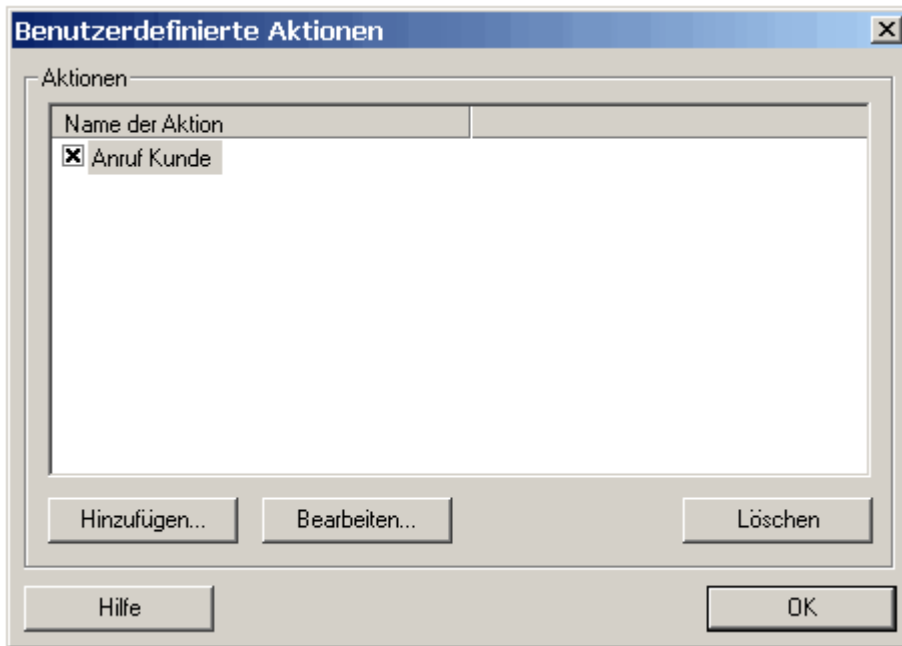 Benutzerdefinierte Aktionen
Aktionen
Name der Aktion
Anruf Kunde
Hinzufügen... Bearbeiten... Löschen
Hilfe OK